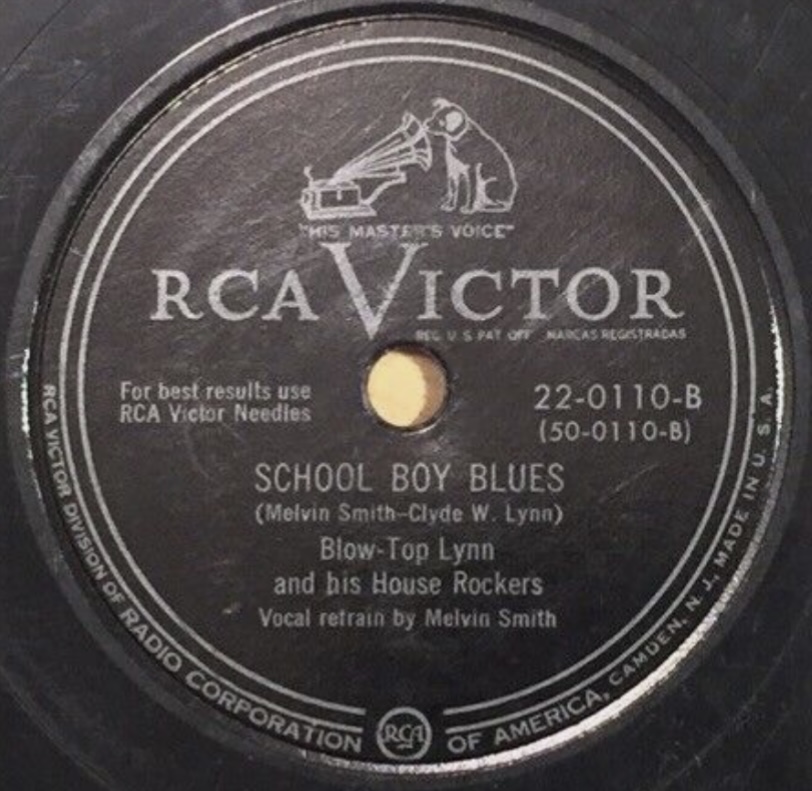 "HIS MASTER'S VOICE"
RCA VICTOR
REG. U. S. PAT. OFF. MARCAS REGISTRADAS
For best results use
RCA Victor Needles
22-0110-B
(50-0110-B)
SCHOOL BOY BLUES
(Melvin Smith-Clyde W. Lynn)
Blow-Top Lynn
and his House Rockers
Vocal refrain by Melvin Smith
RCA VICTOR DIVISION OF RADIO CORPORATION OF AMERICA, CAMDEN, N. J., MADE IN U. S. A.
RCA